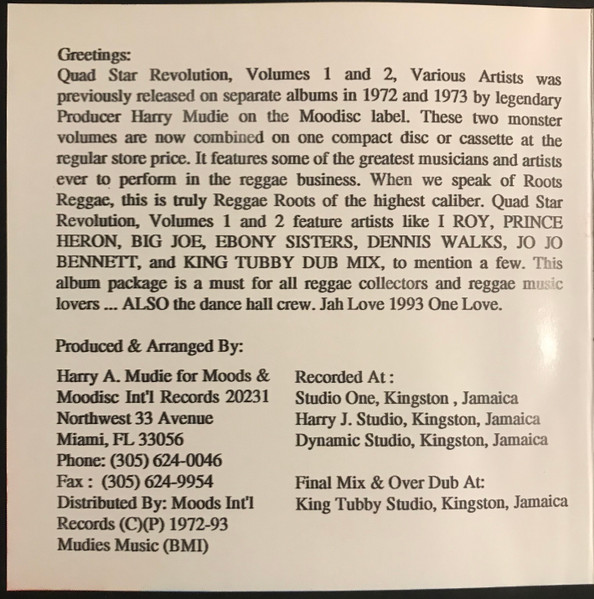 Greetings:
Quad Star Revolution, Volumes 1 and 2, Various Artists was
previously released on separate albums in 1972 and 1973 by legendary
Producer Harry Mudie on the Moodisc label. These two monster
volumes are now combined on one compact disc or cassette at the
regular store price. It features some of the greatest musicians and artists
ever to perform in the reggae business. When we speak of Roots
Reggae, this is truly Reggae Roots of the highest caliber. Quad Star
Revolution, Volumes 1 and 2 feature artists like I ROY, PRINCE
HERON, BIG JOE, EBONY SISTERS, DENNIS WALKS, JO JO
BENNETT, and KING TUBBY DUB MIX, to mention a few. This
album package is a must for all reggae collectors and reggae music
lovers ... ALSO the dance hall crew. Jah Love 1993 One Love.
Produced & Arranged By:
Harry A. Mudie for Moods &
Moodisc Int'l Records 20231
Northwest 33 Avenue
Miami, FL 33056
Phone: (305) 624-0046
Fax : (305) 624-9954
Distributed By: Moods Int'l
Records (C)(P) 1972-93
Mudies Music (BMI)
Recorded At :
Studio One, Kingston , Jamaica
Harry J. Studio, Kingston, Jamaica
Dynamic Studio, Kingston, Jamaica
Final Mix & Over Dub At:
King Tubby Studio, Kingston, Jamaica